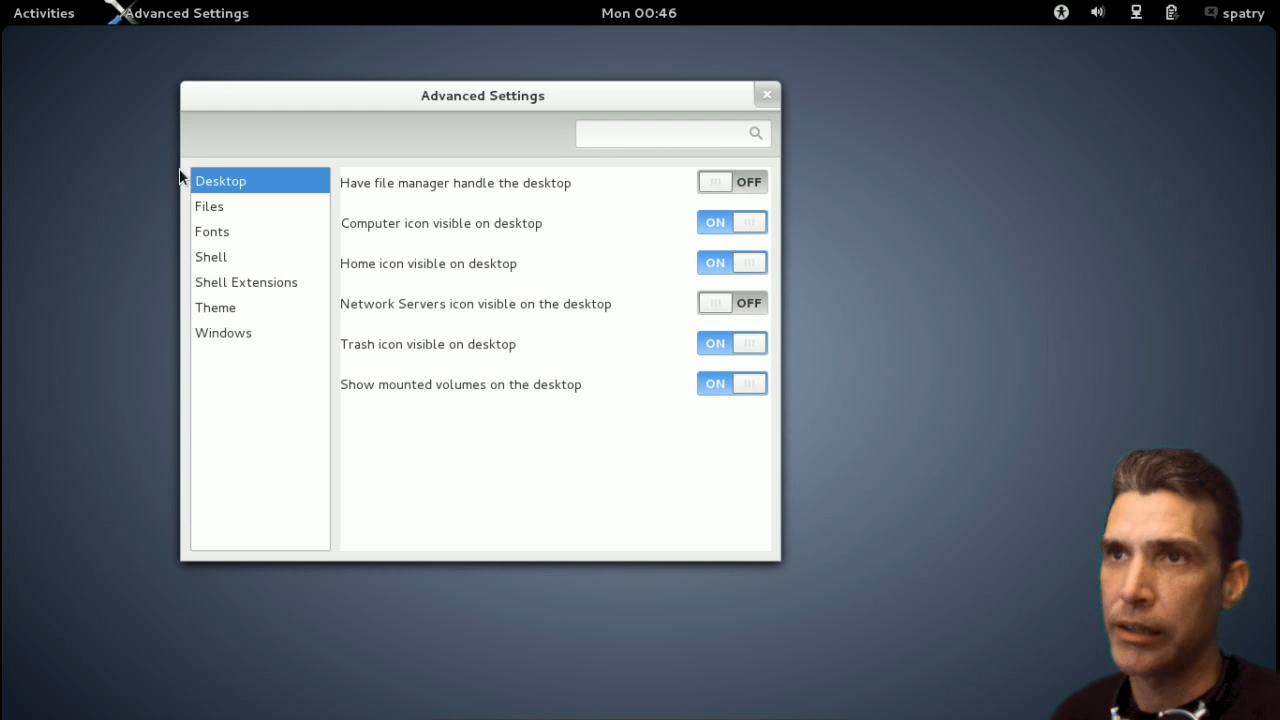 Activities
Advanced Settings
Mon 00:46
spatry
Advanced Settings
Desktop
Files
Fonts
Shell
Shell Extensions
Theme
Windows
Have file manager handle the desktop OFF
Computer icon visible on desktop ON
Home icon visible on desktop ON
Network Servers icon visible on the desktop OFF
Trash icon visible on desktop ON
Show mounted volumes on the desktop ON